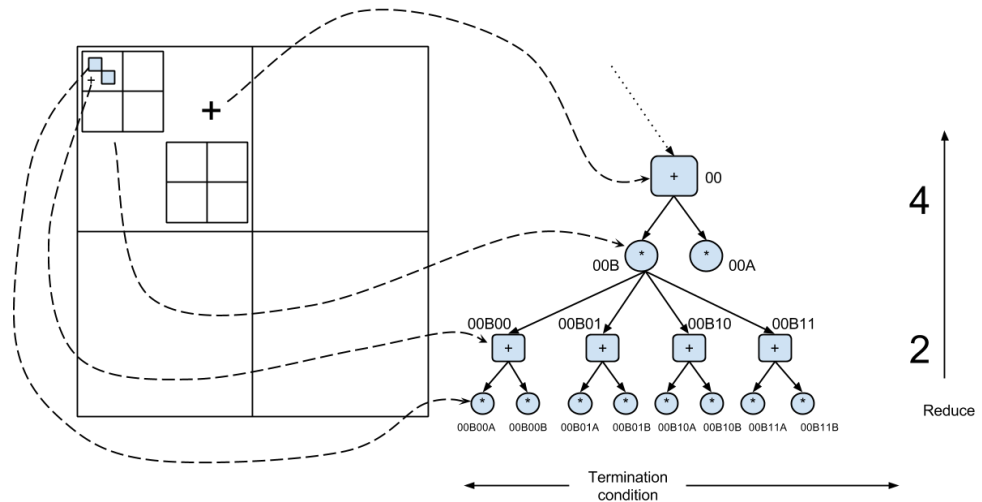 +
+
+ 00
4
* *
00B 00A
00B00 00B01 00B10 00B11
+ + + +
2
* * * * * * * *
00B00A 00B00B 00B01A 00B01B 00B10A 00B10B 00B11A 00B11B
Reduce
Termination
condition